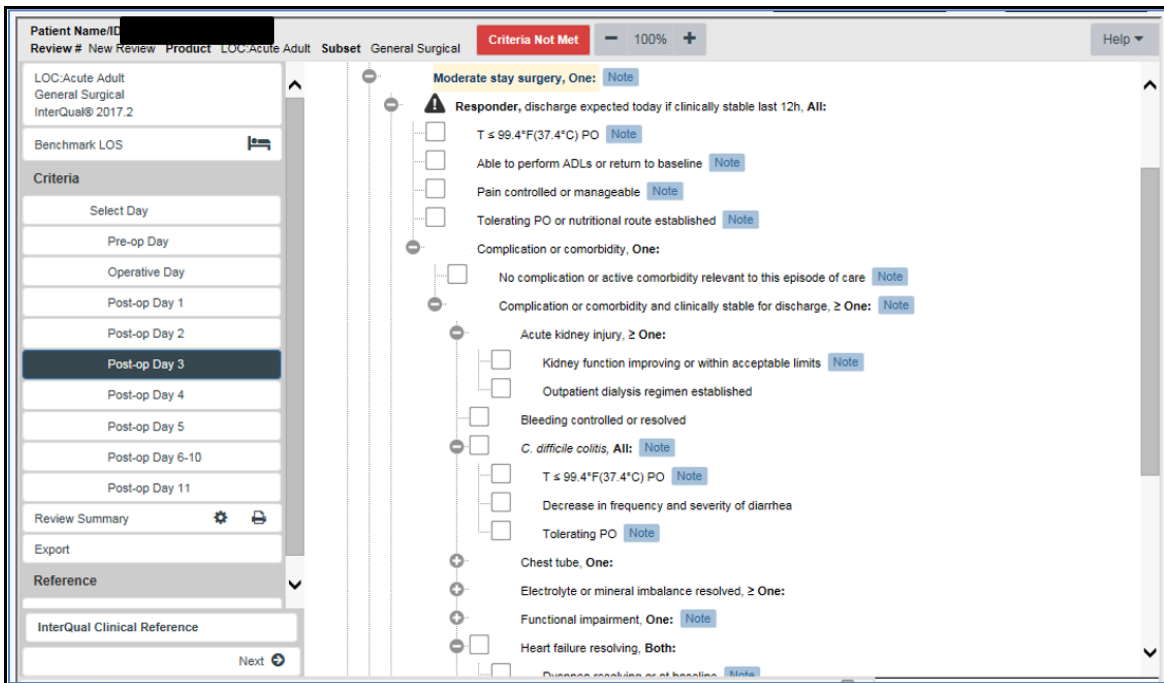 Patient Name/ID
Review # New Review Product LOC:Acute Adult Subset General Surgical
Criteria Not Met
100%
Help
LOC:Acute Adult
General Surgical
InterQual® 2017.2
Benchmark LOS
Criteria
Select Day
Pre-op Day
Operative Day
Post-op Day 1
Post-op Day 2
Post-op Day 3
Post-op Day 4
Post-op Day 5
Post-op Day 6-10
Post-op Day 11
Review Summary
Export
Reference
InterQual Clinical Reference
Next
Moderate stay surgery, One: Note
Responder, discharge expected today if clinically stable last 12h, All:
T ≤ 99.4°F(37.4°C) PO Note
Able to perform ADLs or return to baseline Note
Pain controlled or manageable Note
Tolerating PO or nutritional route established Note
Complication or comorbidity, One:
No complication or active comorbidity relevant to this episode of care Note
Complication or comorbidity and clinically stable for discharge, ≥ One: Note
Acute kidney injury, ≥ One:
Kidney function improving or within acceptable limits Note
Outpatient dialysis regimen established
Bleeding controlled or resolved
C. difficile colitis, All: Note
T ≤ 99.4°F(37.4°C) PO Note
Decrease in frequency and severity of diarrhea
Tolerating PO Note
Chest tube, One:
Electrolyte or mineral imbalance resolved, ≥ One:
Functional impairment, One: Note
Heart failure resolving, Both:
Dyspnea resolving or at baseline Note